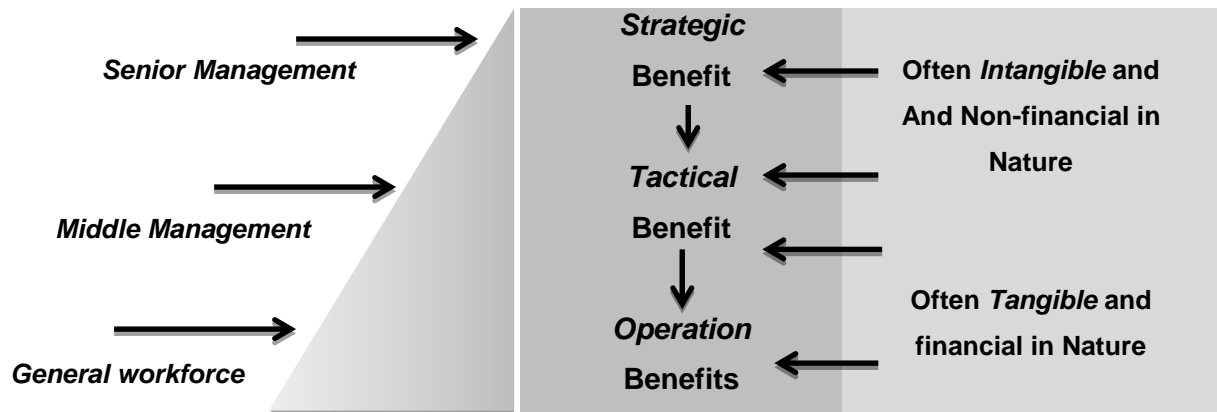 Senior Management
Middle Management
General workforce
Strategic
Benefit
Tactical
Benefit
Operation
Benefits
Often Intangible and
And Non-financial in
Nature
Often Tangible and
financial in Nature